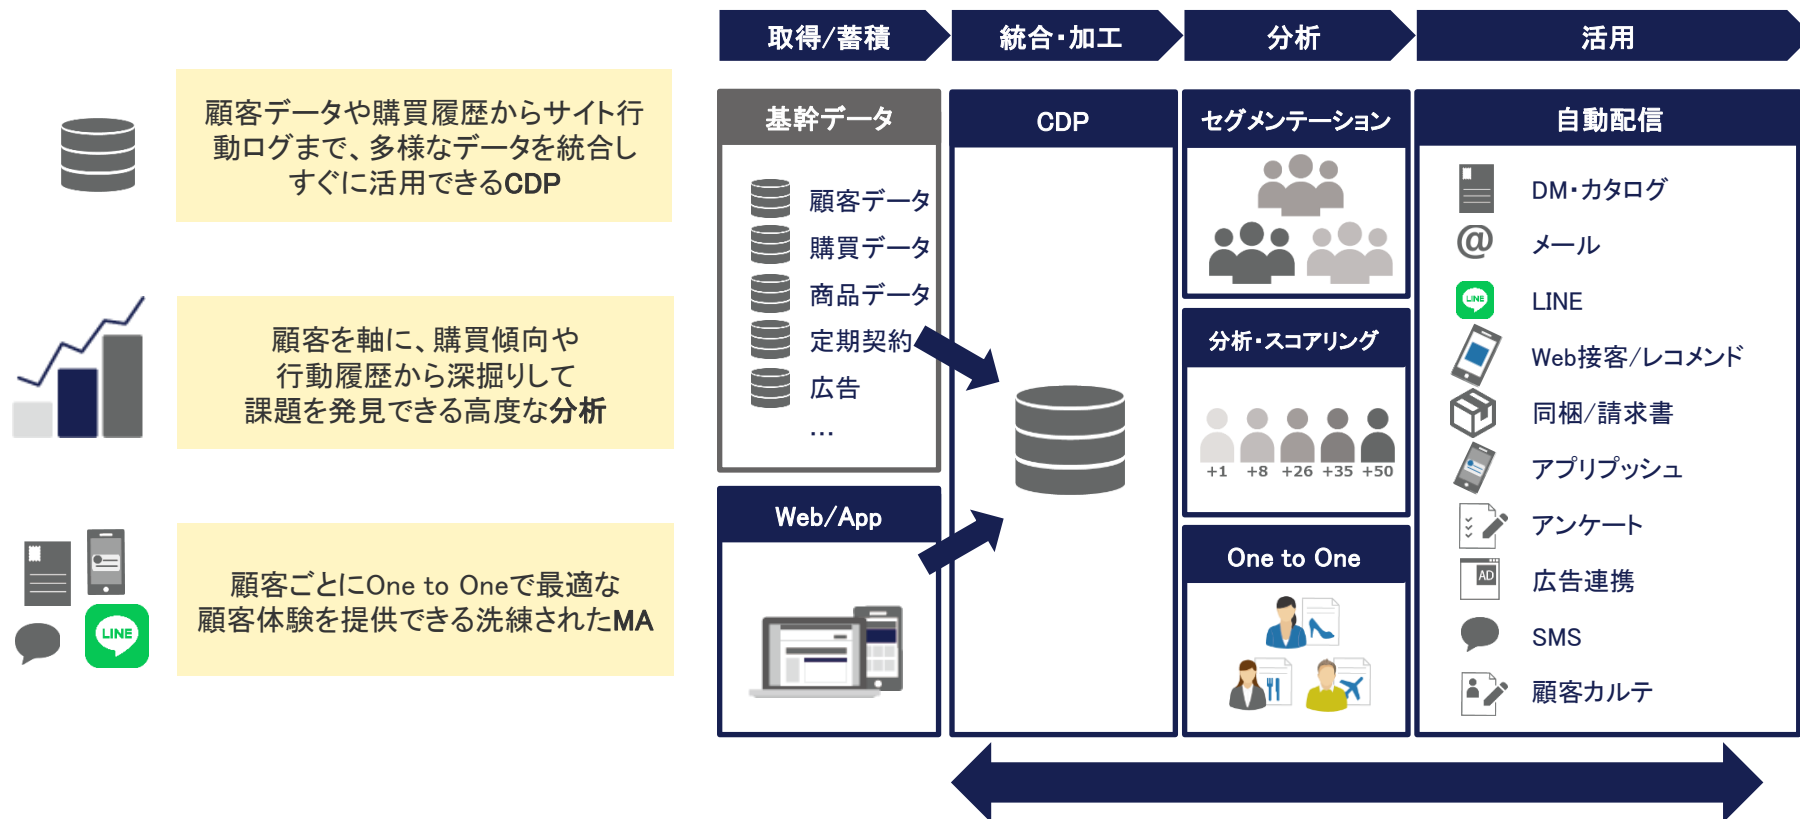 顧客データや購買履歴からサイト行
動ログまで、多様なデータを統合し
すぐに活用できるCDP
顧客を軸に、購買傾向や
行動履歴から深掘りして
課題を発見できる高度な分析
LINE
顧客ごとにOne to Oneで最適な
顧客体験を提供できる洗練されたMA
取得/蓄積
統合・加工
分析
活用
基幹データ
顧客データ
購買データ
商品データ
定期契約
広告
…
Web/App
CDP
セグメンテーション
分析・スコアリング
+1 +8 +26 +35 +50
One to One
自動配信
DM・カタログ
@ メール
LINE LINE
Web接客/レコメンド
同梱/請求書
アプリプッシュ
アンケート
AD 広告連携
SMS
顧客カルテ